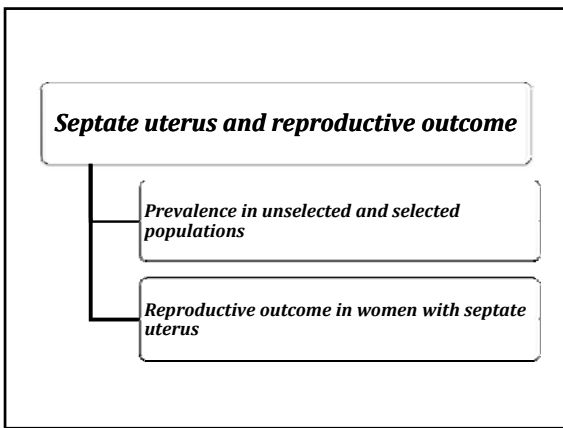 Septate uterus and reproductive outcome
Prevalence in unselected and selected
populations
Reproductive outcome in women with septate
uterus